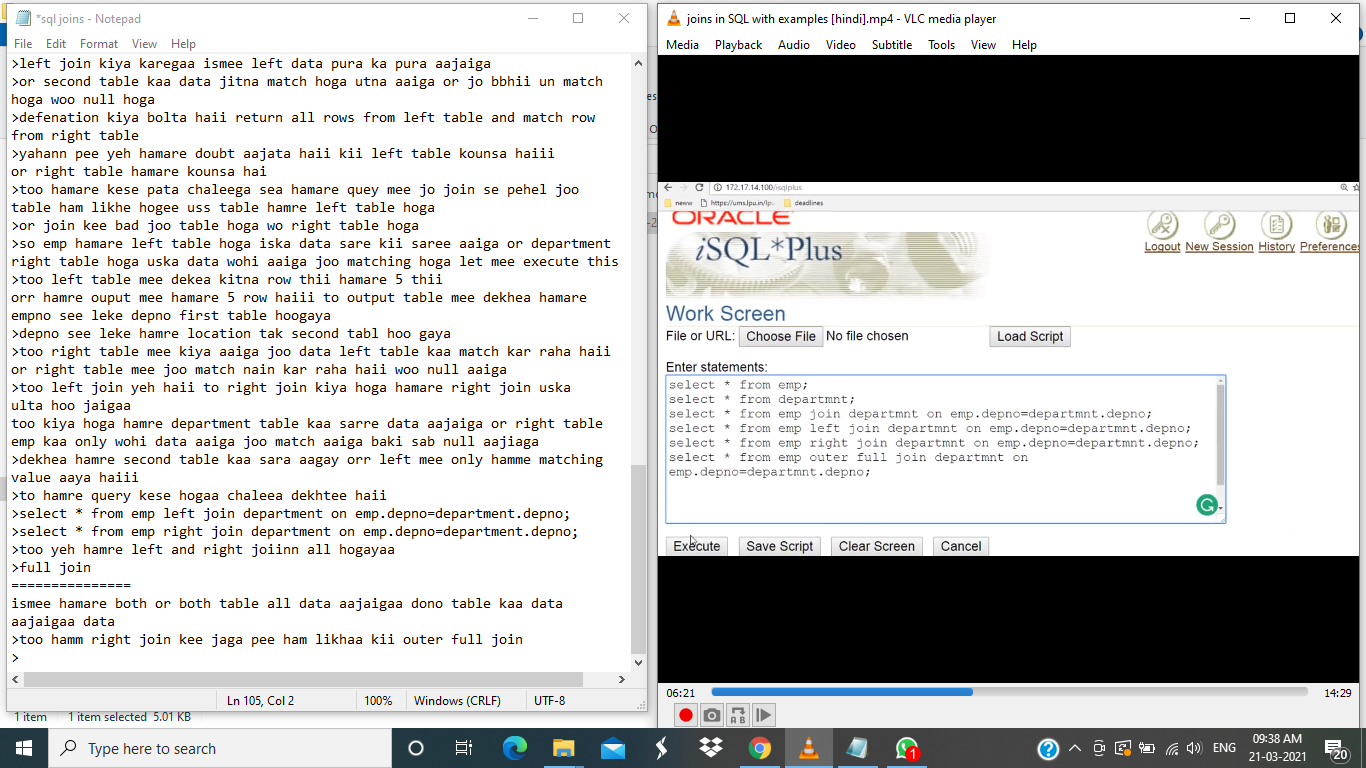 *sql joins - Notepad
File Edit Format View Help
>left join kiya karegaa ismee left data pura ka pura aajaiga
>or second table kaa data jitna match hoga utna aaiga or jo bbhii un match
hoga woo null hoga
>defenation kiya bolta haii return all rows from left table and match row
from right table
>yahann pee yeh hamare doubt aajata haii kii left table kounsa haiii
or right table hamare kounsa hai
>too hamare kese pata chaleega sea hamare quey mee jo join se pehel joo
table ham likhe hogee uss table hamre left table hoga
>or join kee bad joo table hoga wo right table hoga
>so emp hamare left table hoga iska data sare kii saree aaiga or department
right table hoga uska data wohi aaiga joo matching hoga let mee execute this
>too left table mee dekea kitna row thii hamare 5 thii
orr hamre ouput mee hamare 5 row haiii to output table mee dekhea hamare
empno see leke depno first table hoogaya
>depno see leke hamre location tak second tabl hoo gaya
>too right table mee kiya aaiga joo data left table kaa match kar raha haii
or right table mee joo match nain kar raha haii woo null aaiga
>too left join yeh haii to right join kiya hoga hamare right join uska
ulta hoo jaigaa
too kiya hoga hamre department table kaa sarre data aajaiga or right table
emp kaa only wohi data aaiga joo match aaiga baki sab null aajiaga
>dekhea hamre second table kaa sara aagay orr left mee only hamme matching
value aaya haiii
>to hamre query kese hogaa chaleea dekhtee haii
>select * from emp left join department on emp.depno=department.depno;
>select * from emp right join department on emp.depno=department.depno;
>too yeh hamre left and right joiinn all hogayaa
>full join
===============
ismee hamare both or both table all data aajaigaa dono table kaa data
aajaigaa data
>too hamm right join kee jaga pee ham likhaa kii outer full join
>
Ln 105, Col 2 100% Windows (CRLF) UTF-8
1 item 1 item selected 5.01 KB
joins in SQL with examples [hindi].mp4 - VLC media player
Media Playback Audio Video Subtitle Tools View Help
172.17.14.100/isqlplus
neww https://ums.lpu.in/lpu deadlines
ORACLE
iSQL*Plus
Logout New Session History Preferences
Work Screen
File or URL: Choose File No file chosen Load Script
Enter statements:
select * from emp;
select * from departmnt;
select * from emp join departmnt on emp.depno=departmnt.depno;
select * from emp left join departmnt on emp.depno=departmnt.depno;
select * from emp right join departmnt on emp.depno=departmnt.depno;
select * from emp outer full join departmnt on
emp.depno=departmnt.depno;
Execute Save Script Clear Screen Cancel
06:21 14:29
Type here to search
1
ENG
09:38 AM
21-03-2021
20